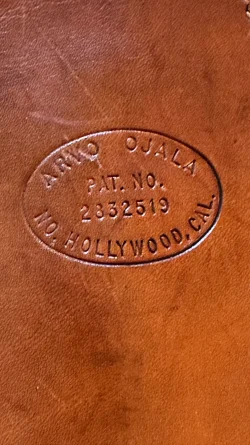 ARVO OJALA
PAT. NO.
2832519
NO. HOLLYWOOD, CAL.